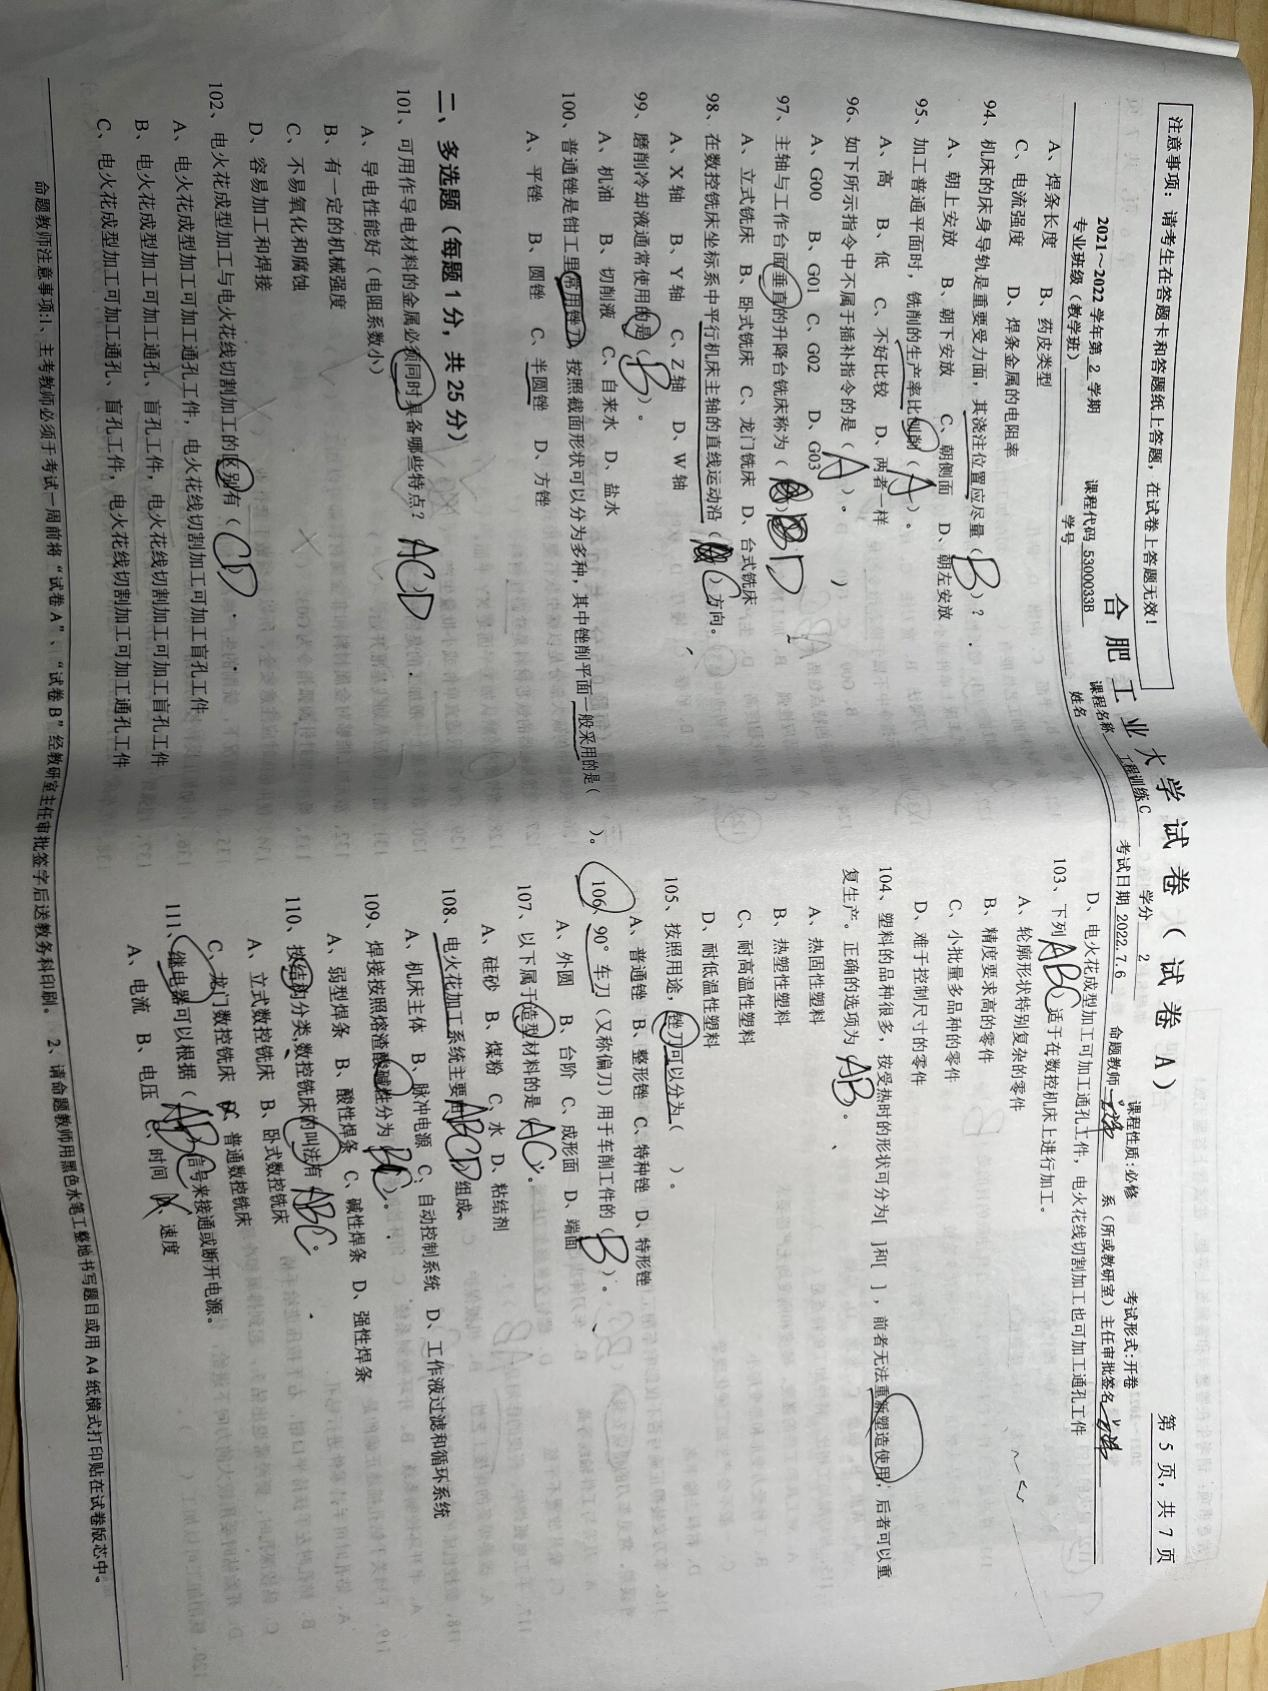 注意事项：请考生在答题卡和答题纸上答题，在试卷上答题无效！
合 肥 工 业 大 学 试 卷（试 卷 A）
第 5 页，共 7 页
2021～2022 学年第 2 学期 课程代码 5300033B 课程名称 工程训练C 学分 2 课程性质:必修 考试形式:开卷
专业班级（教学班） 学号 姓名 考试日期 2022.7.6 命题教师 系（所或教研室）主任审批签名
A、焊条长度 B、药皮类型
C、电流强度 D、焊条金属的电阻率
94、机床的床身导轨是重要受力面，其浇注位置应尽量（B）?
A、朝上安放 B、朝下安放 C、朝侧面 D、朝左安放
95、加工普通平面时，铣削的生产率比刨削（A）。
A、高 B、低 C、不好比较 D、两者一样
96、如下所示指令中不属于插补指令的是（A）。
A、G00 B、G01 C、G02 D、G03
97、主轴与工作台面垂直的升降台铣床称为（ D
A、立式铣床 B、卧式铣床 C、龙门铣床 D、台式铣床
98、在数控铣床坐标系中平行机床主轴的直线运动沿（C）方向。
A、X 轴 B、Y 轴 C、Z 轴 D、W 轴
99、磨削冷却液通常使用的是（B）。
A、机油 B、切削液 C、自来水 D、盐水
100、普通锉是钳工里常用锉刀，按照截面形状可以分为多种，其中锉削平面一般采用的是（ ）。
A、平锉 B、圆锉 C、半圆锉 D、方锉
二、多选题（每题 1 分，共 25 分）
101、可用作导电材料的金属必须同时具备哪些特点？ ACD
A、导电性能好（电阻系数小）
B、有一定的机械强度
C、不易氧化和腐蚀
D、容易加工和焊接
102、电火花成型加工与电火花线切割加工的区别有（CD
A、电火花成型加工可加工通孔工件，电火花线切割加工可加工盲孔工件
B、电火花成型加工可加工通孔、盲孔工件，电火花线切割加工可加工盲孔工件
C、电火花成型加工可加工通孔、盲孔工件，电火花线切割加工可加工通孔工件
D、电火花成型加工可加工通孔工件，电火花线切割加工也可加工通孔工件
103、下列 ABC 适于在数控机床上进行加工。
A、轮廓形状特别复杂的零件
B、精度要求高的零件
C、小批量多品种的零件
D、难于控制尺寸的零件
104、塑料的品种很多，按受热时的形状可分为[ ]和[ ]，前者无法重新塑造使用，后者可以重
复生产。正确的选项为 AB 。
A、热固性塑料
B、热塑性塑料
C、耐高温性塑料
D、耐低温性塑料
105、按照用途，锉刀可以分为（ ）。
A、普通锉 B、整形锉 C、特种锉 D、特形锉
106、90°车刀（又称偏刀）用于车削工件的（B）。
A、外圆 B、台阶 C、成形面 D、端面
107、以下属于造型材料的是（AC）。
A、硅砂 B、煤粉 C、水 D、粘结剂
108、电火花加工系统主要由 ABCD 组成。
A、机床主体 B、脉冲电源 C、自动控制系统 D、工作液过滤和循环系统
109、焊接按照熔渣酸碱性分为（BC）。
A、弱型焊条 B、酸性焊条 C、碱性焊条 D、强性焊条
110、按结构分类,数控铣床的叫法有 ABC.
A、立式数控铣床 B、卧式数控铣床
C、龙门数控铣床 D、普通数控铣床
111、继电器可以根据（ABC 信号来接通或断开电源。
A、电流 B、电压 C、时间 D、速度
命题教师注意事项:1、主考教师必须于考试一周前将“试卷 A”、“试卷 B”经教研室主任审批签字后送教务科印刷。 2、请命题教师用黑色水笔工整地书写题目或用 A4 纸横式打印贴在试卷版芯中。